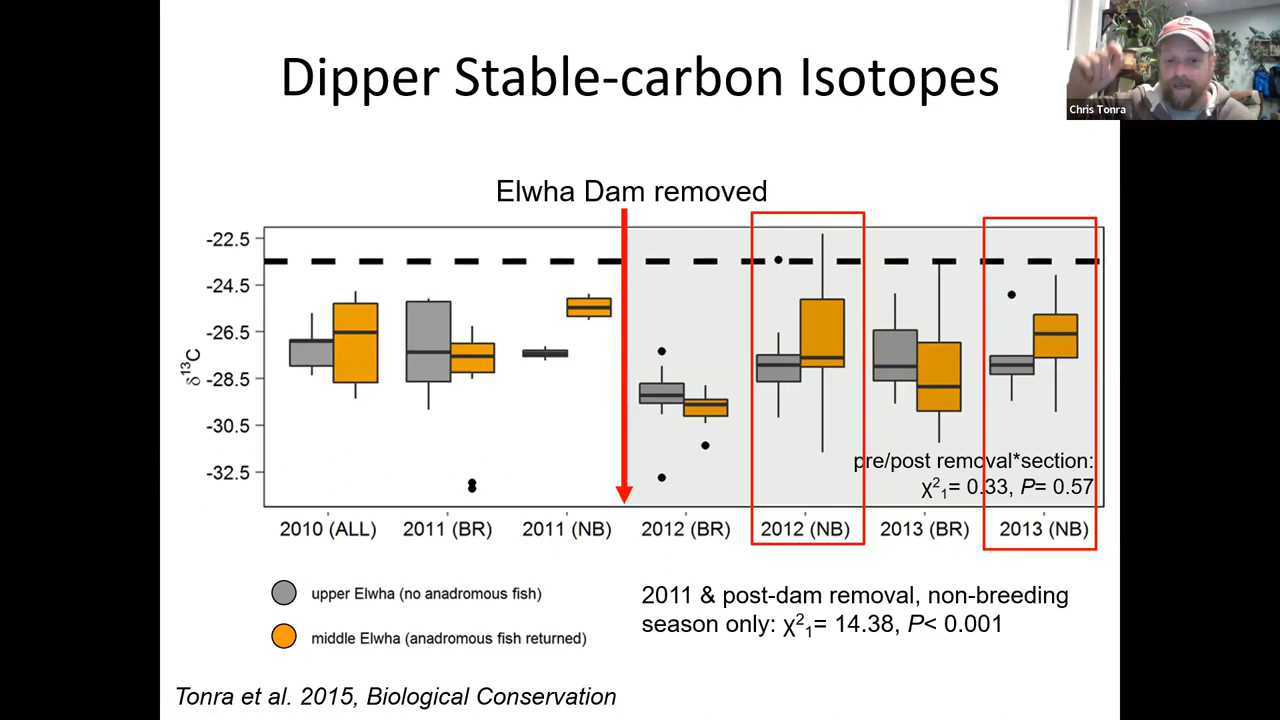 Dipper Stable-carbon Isotopes
Chris Tonra
Elwha Dam removed
-22.5
-24.5
-26.5
-28.5
-30.5
-32.5
δ¹³C
pre/post removal*section:
χ²₁= 0.33, P= 0.57
2010 (ALL) 2011 (BR) 2011 (NB) 2012 (BR) 2012 (NB) 2013 (BR) 2013 (NB)
upper Elwha (no anadromous fish)
middle Elwha (anadromous fish returned)
2011 & post-dam removal, non-breeding
season only: χ²₁= 14.38, P< 0.001
Tonra et al. 2015, Biological Conservation